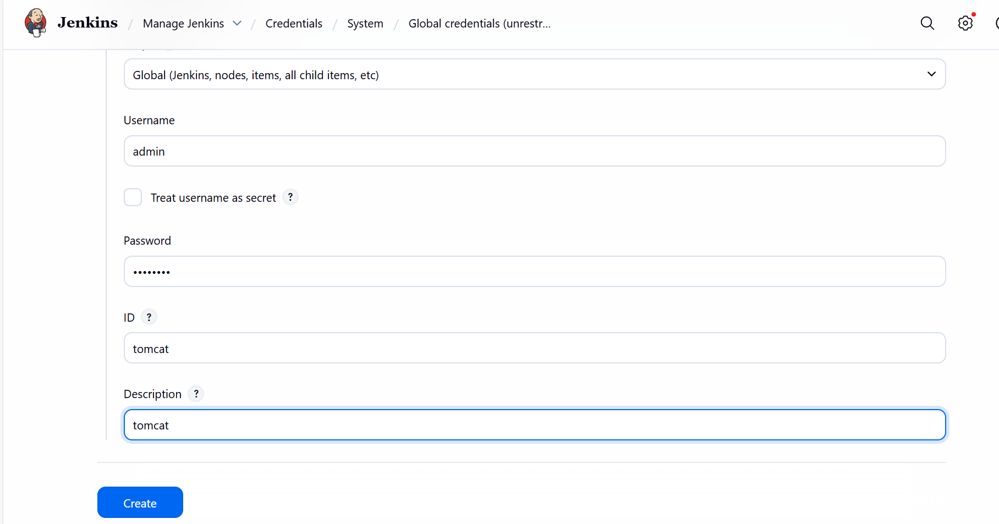 Jenkins / Manage Jenkins / Credentials / System / Global credentials (unrestr...
Global (Jenkins, nodes, items, all child items, etc)
Username
admin
Treat username as secret ?
Password
••••••••
ID ?
tomcat
Description ?
tomcat
Create